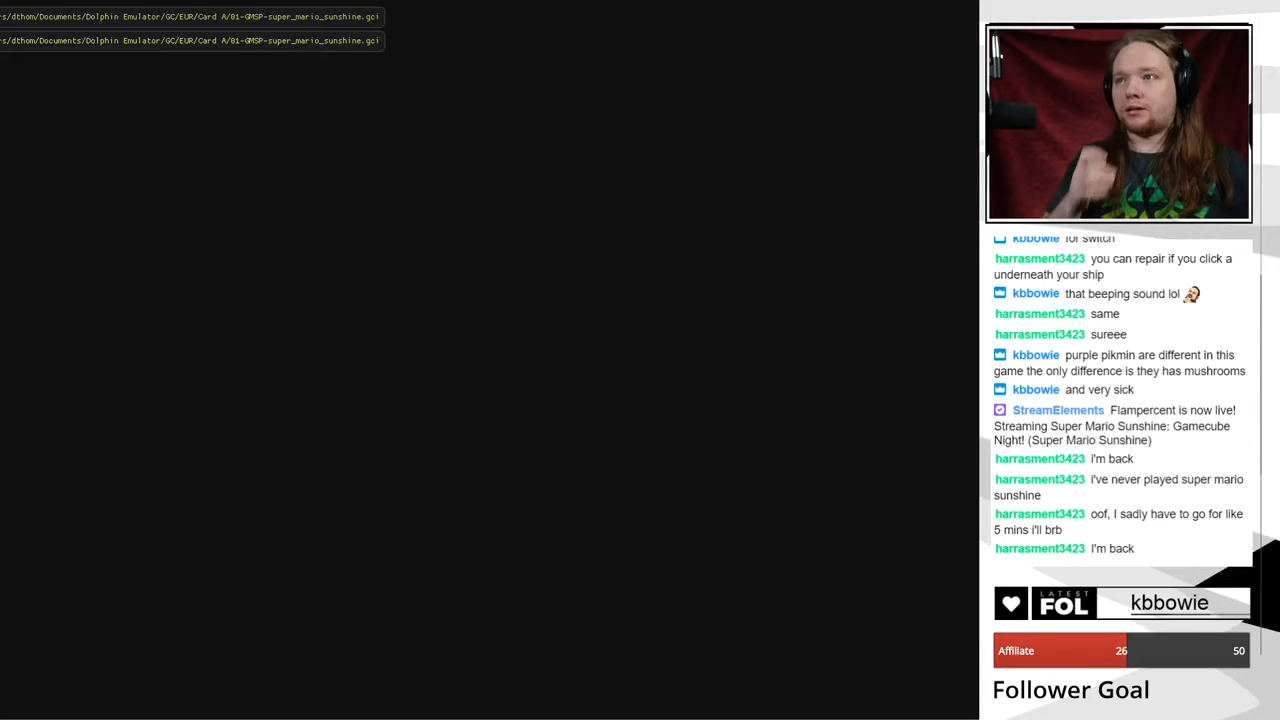 rs/dthom/Documents/Dolphin Emulator/GC/EUR/Card A/01-GMSP-super_mario_sunshine.gci
rs/dthom/Documents/Dolphin Emulator/GC/EUR/Card A/01-GMSP-super_mario_sunshine.gci
kbbowie for switch
harrasment3423 you can repair if you click a
underneath your ship
kbbowie that beeping sound lol
harrasment3423 same
harrasment3423 sureee
kbbowie purple pikmin are different in this
game the only difference is they has mushrooms
kbbowie and very sick
StreamElements Flampercent is now live!
Streaming Super Mario Sunshine: Gamecube
Night! (Super Mario Sunshine)
harrasment3423 i'm back
harrasment3423 i've never played super mario
sunshine
harrasment3423 oof, I sadly have to go for like
5 mins i'll brb
harrasment3423 I'm back
LATEST
FOL
kbbowie
Affiliate 26 50
Follower Goal